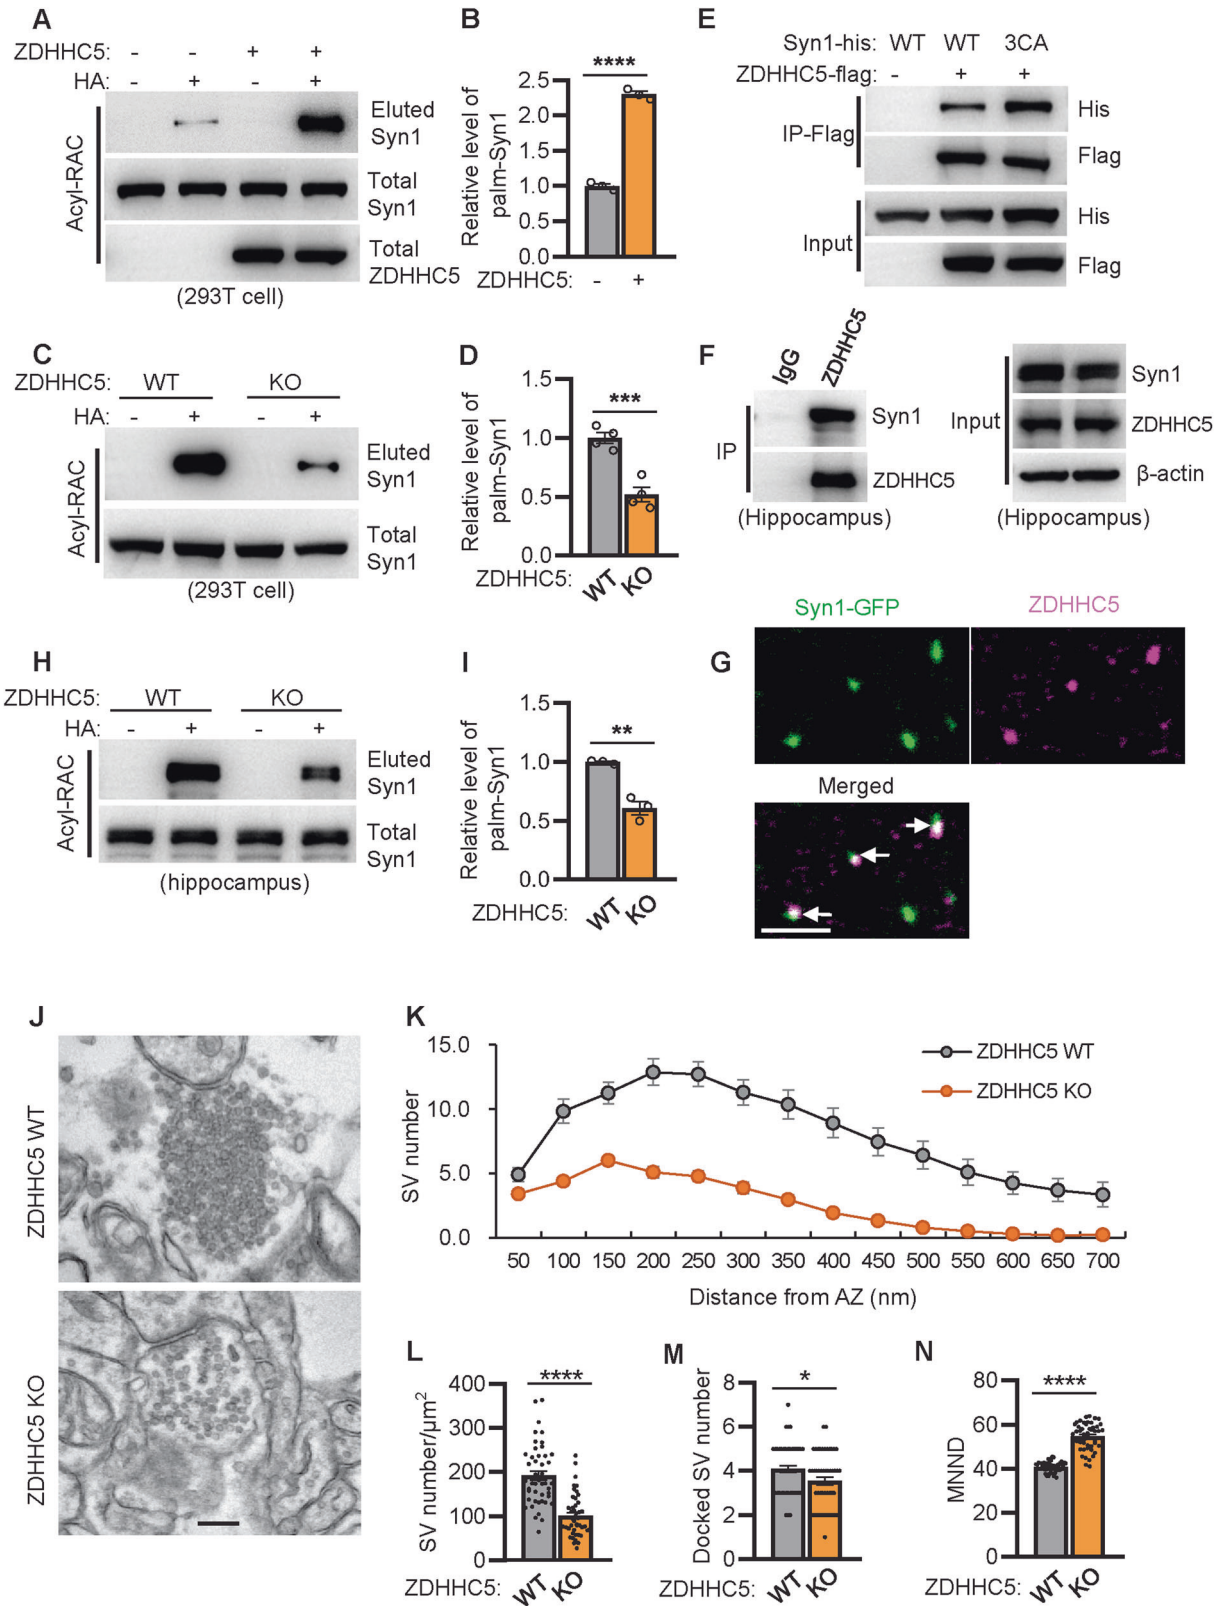 A
ZDHHC5: - - + +
HA: - + - +
Acyl-RAC
Eluted
Syn1
Total
Syn1
Total
ZDHHC5
(293T cell)
B
****
2.5
2.0
1.5
1.0
0.5
0.0
Relative level of
palm-Syn1
ZDHHC5: - +
E
Syn1-his: WT WT 3CA
ZDHHC5-flag: - + +
IP-Flag
His
Flag
Input
His
Flag
C
ZDHHC5: WT KO
HA: - + - +
Acyl-RAC
Eluted
Syn1
Total
Syn1
(293T cell)
D
***
1.5
1.0
0.5
0.0
Relative level of
palm-Syn1
ZDHHC5: WT KO
F
IgG
ZDHHC5
IP
Syn1
ZDHHC5
(Hippocampus)
Input
Syn1
ZDHHC5
β-actin
(Hippocampus)
G
Syn1-GFP
ZDHHC5
Merged
H
ZDHHC5: WT KO
HA: - + - +
Acyl-RAC
Eluted
Syn1
Total
Syn1
(hippocampus)
I
**
1.5
1.0
0.5
0.0
Relative level of
palm-Syn1
ZDHHC5: WT KO
J
ZDHHC5 WT
ZDHHC5 KO
K
15.0
10.0
5.0
0.0
SV number
ZDHHC5 WT
ZDHHC5 KO
50 100 150 200 250 300 350 400 450 500 550 600 650 700
Distance from AZ (nm)
L
****
400
300
200
100
0
SV number/µm²
ZDHHC5: WT KO
M
*
8
6
4
2
0
Docked SV number
ZDHHC5: WT KO
N
****
80
60
40
20
0
MNND
ZDHHC5: WT KO